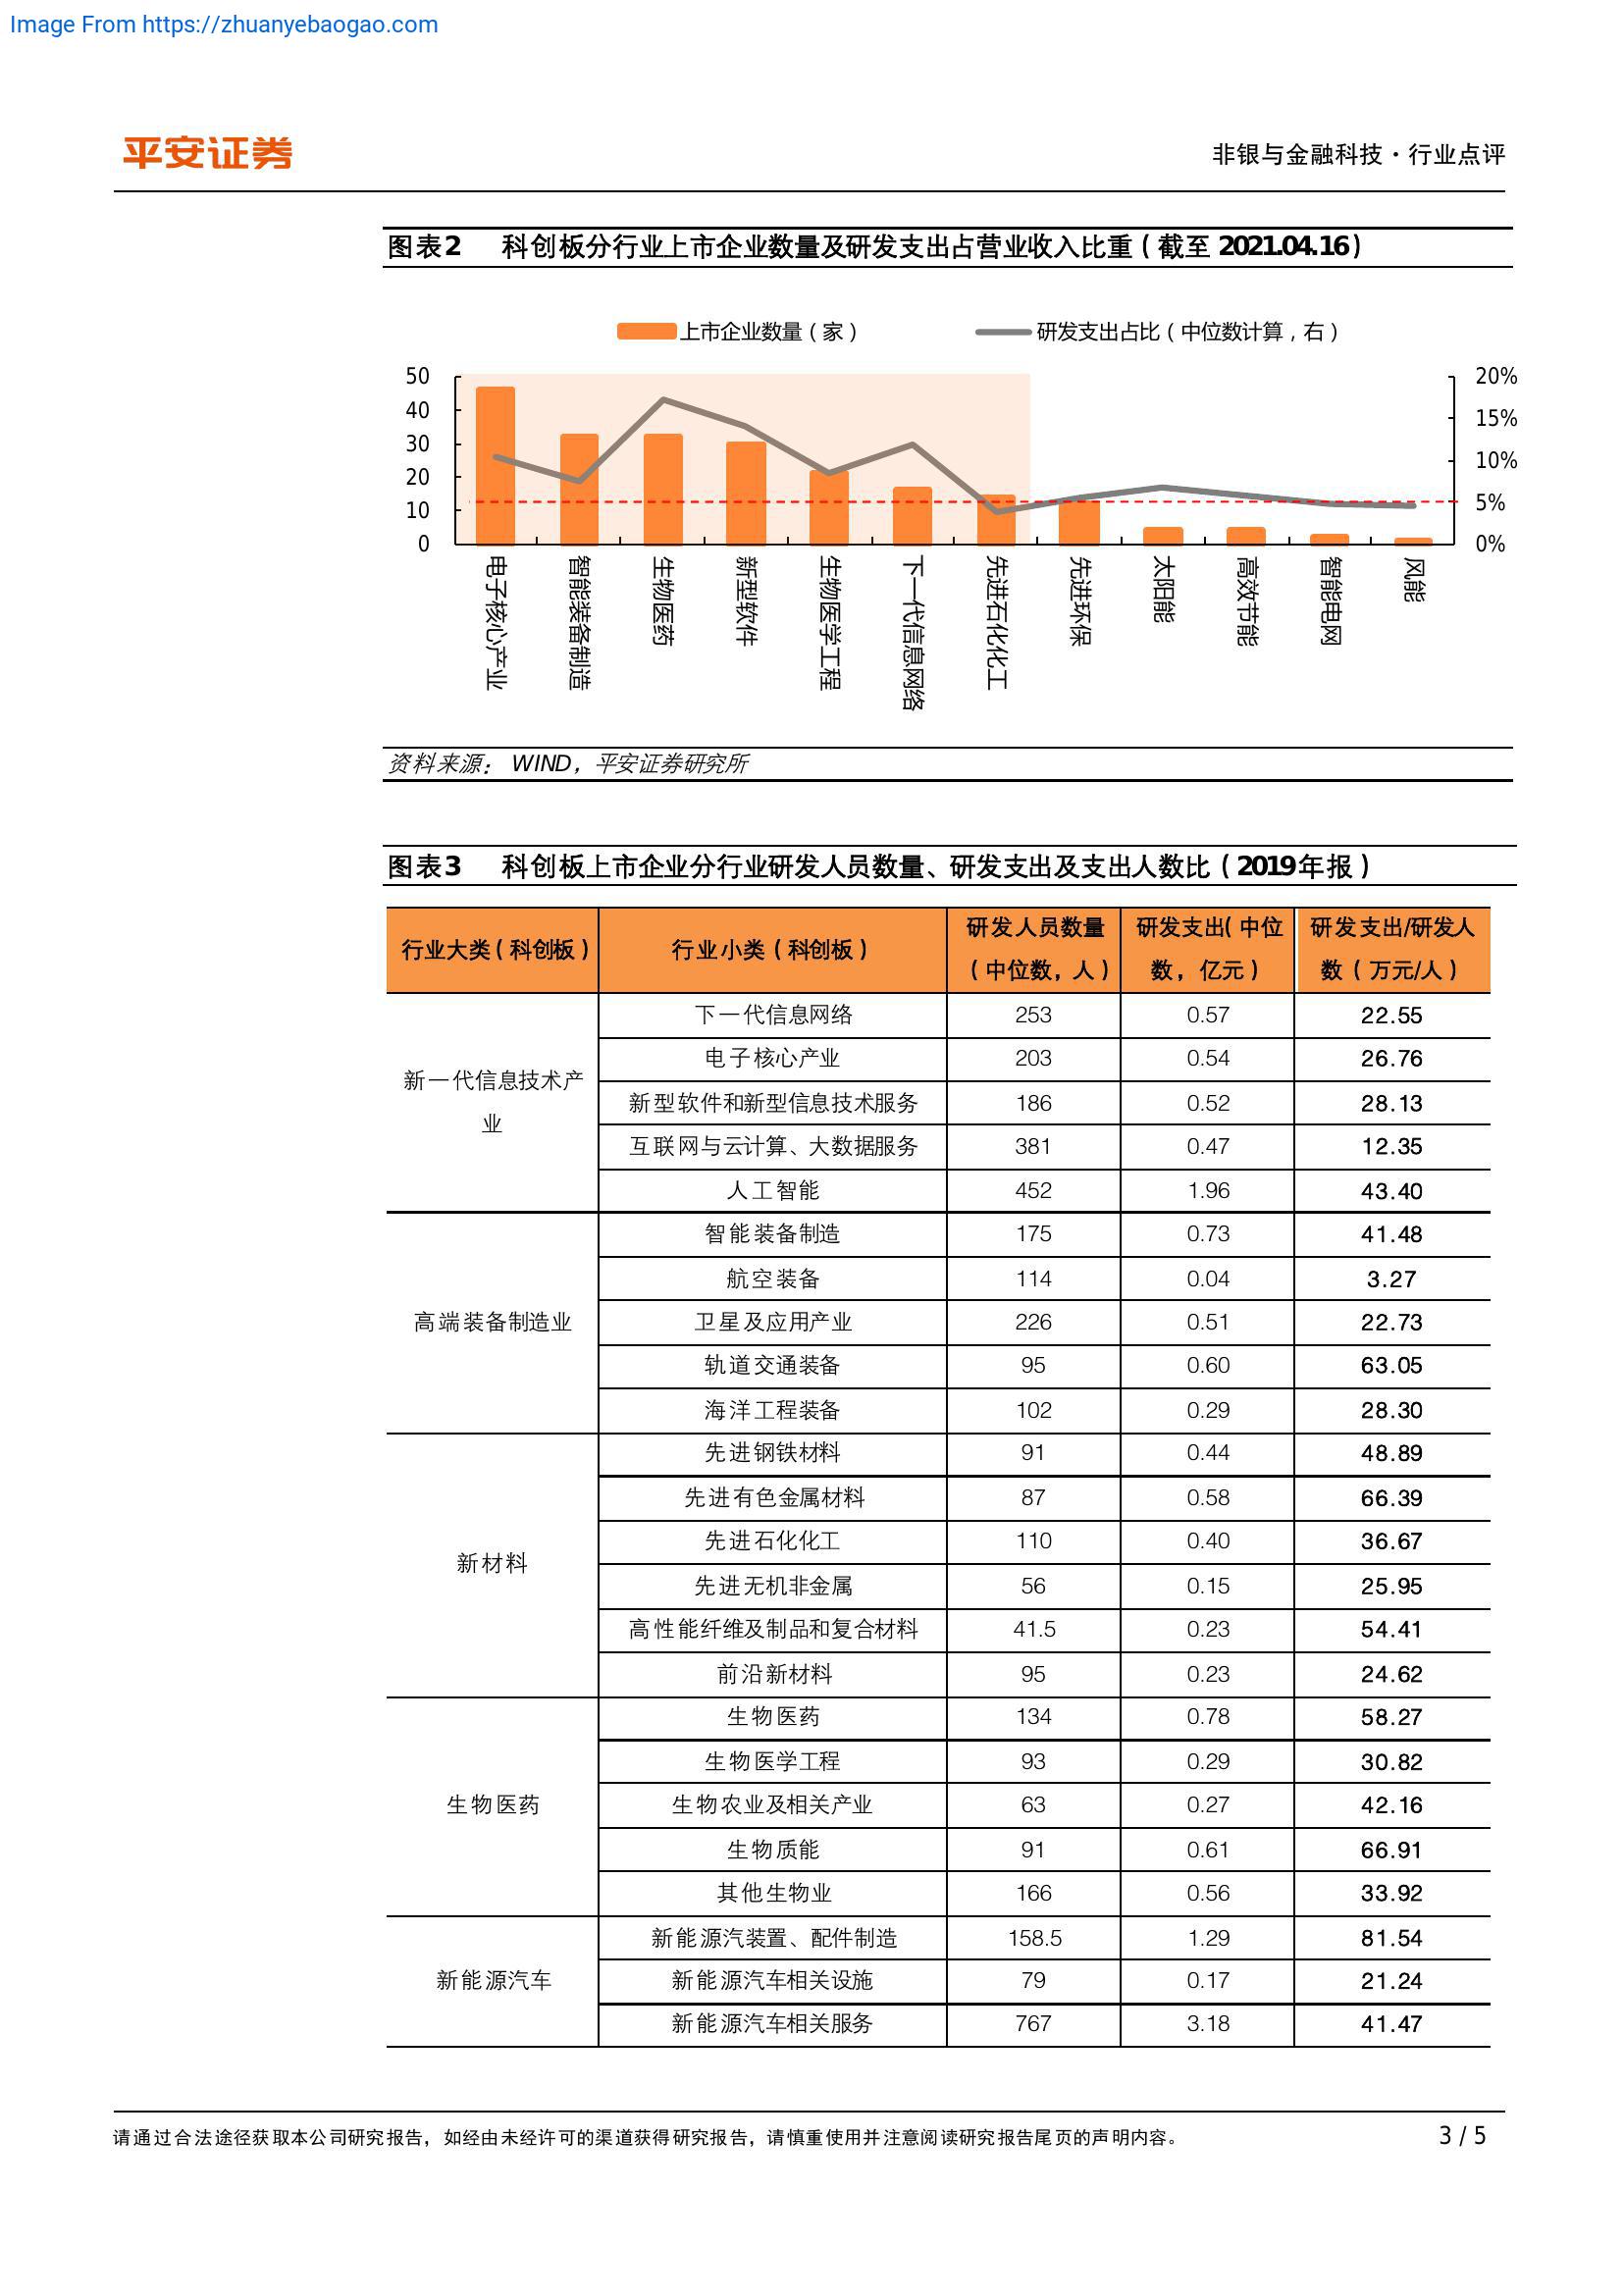 Image From https://zhuanyebaogao.com
平安证券
非银与金融科技·行业点评
图表2 科创板分行业上市企业数量及研发支出占营业收入比重（截至 2021.04.16）
上市企业数量（家） 研发支出占比（中位数计算，右）
50 20%
40 15%
30 10%
20 5%
10 0%
0
电子核心产业
智能装备制造
生物医药
新型软件
生物医学工程
下一代信息网络
先进石化化工
先进环保
太阳能
高效节能
智能电网
风能
资料来源： WIND，平安证券研究所
图表3 科创板上市企业分行业研发人员数量、研发支出及支出人数比（2019年报）
行业大类（科创板） 行业小类（科创板） 研发人员数量（中位数，人） 研发支出（中位数，亿元） 研发支出/研发人数（万元/人）
新一代信息技术产业
下一代信息网络 253 0.57 22.55
电子核心产业 203 0.54 26.76
新型软件和新型信息技术服务 186 0.52 28.13
互联网与云计算、大数据服务 381 0.47 12.35
人工智能 452 1.96 43.40
高端装备制造业
智能装备制造 175 0.73 41.48
航空装备 114 0.04 3.27
卫星及应用产业 226 0.51 22.73
轨道交通装备 95 0.60 63.05
海洋工程装备 102 0.29 28.30
新材料
先进钢铁材料 91 0.44 48.89
先进有色金属材料 87 0.58 66.39
先进石化化工 110 0.40 36.67
先进无机非金属 56 0.15 25.95
高性能纤维及制品和复合材料 41.5 0.23 54.41
前沿新材料 95 0.23 24.62
生物医药
生物医药 134 0.78 58.27
生物医学工程 93 0.29 30.82
生物农业及相关产业 63 0.27 42.16
生物质能 91 0.61 66.91
其他生物业 166 0.56 33.92
新能源汽车
新能源汽装置、配件制造 158.5 1.29 81.54
新能源汽车相关设施 79 0.17 21.24
新能源汽车相关服务 767 3.18 41.47
请通过合法途径获取本公司研究报告，如经由未经许可的渠道获得研究报告，请慎重使用并注意阅读研究报告尾页的声明内容。
3 / 5